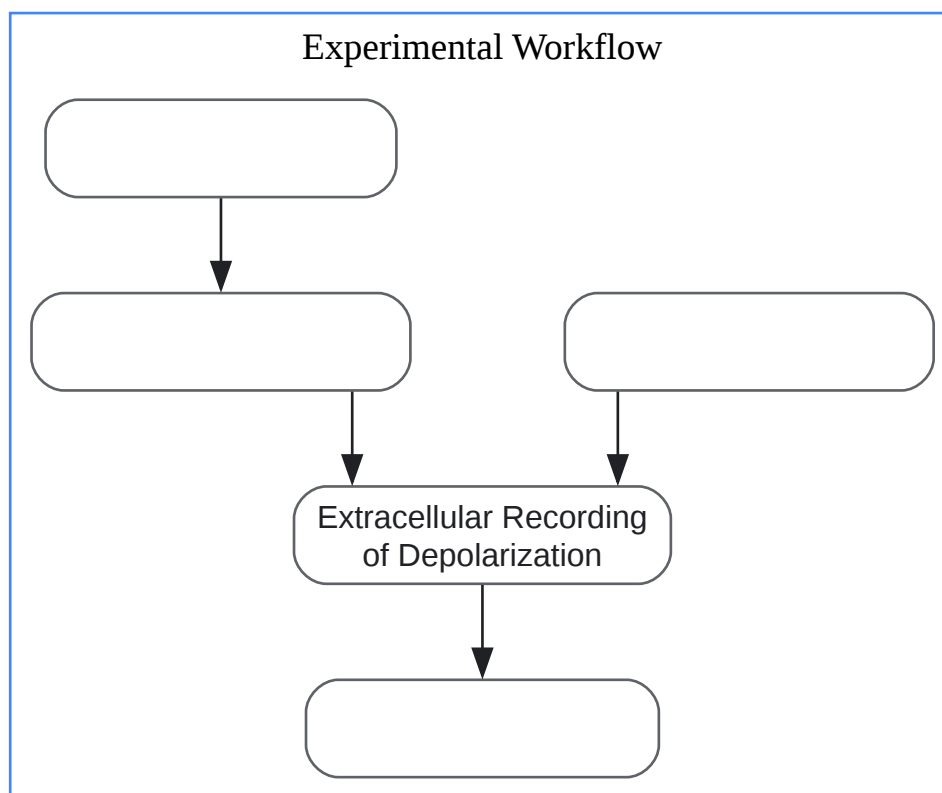 Experimental Workflow
Extracellular Recording
of Depolarization